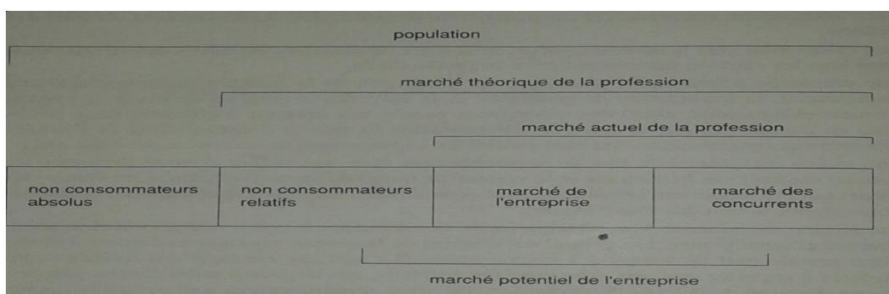 population
marché théorique de la profession
marché actuel de la profession
non consommateurs
absolus
non consommateurs
relatifs
marché de
l'entreprise
marché des
concurrents
marché potentiel de l'entreprise